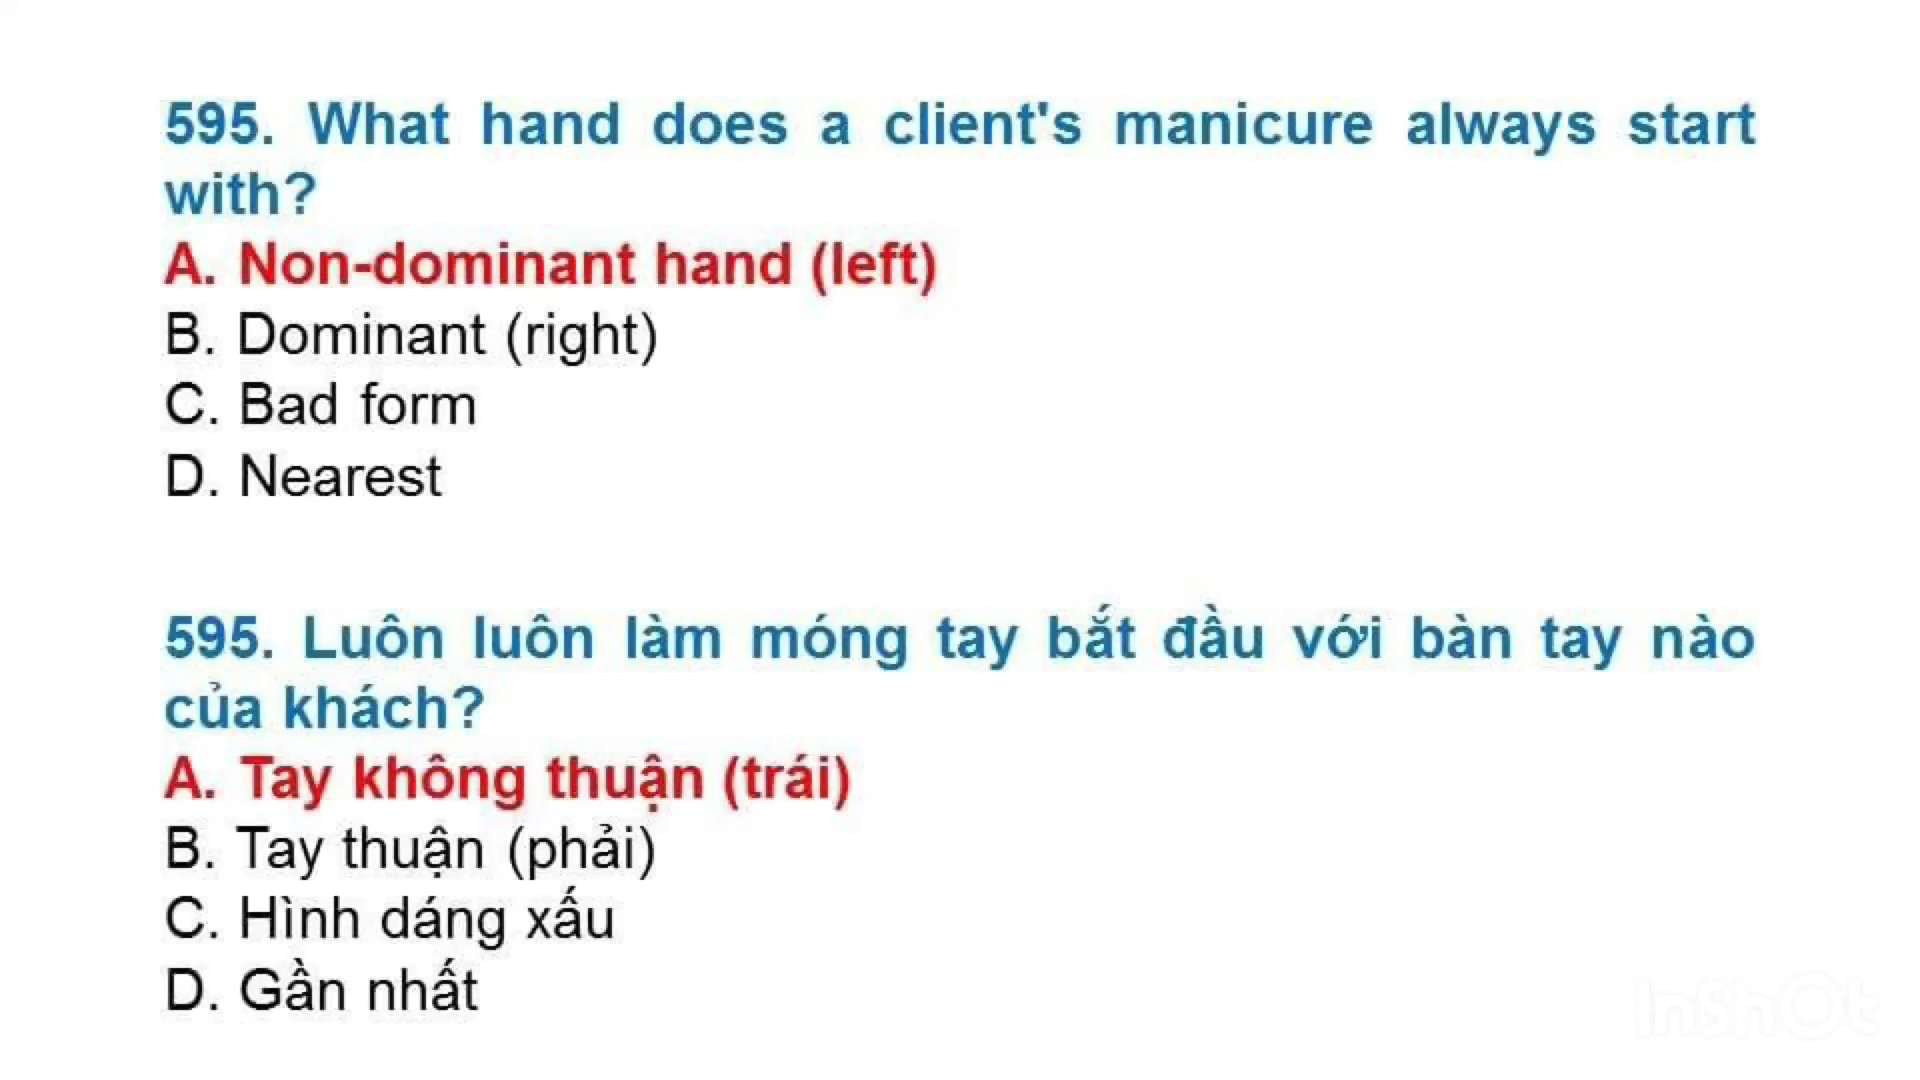 595. What hand does a client's manicure always start
with?
A. Non-dominant hand (left)
B. Dominant (right)
C. Bad form
D. Nearest
595. Luôn luôn làm móng tay bắt đầu với bàn tay nào
của khách?
A. Tay không thuận (trái)
B. Tay thuận (phải)
C. Hình dáng xấu
D. Gần nhất
InShOt